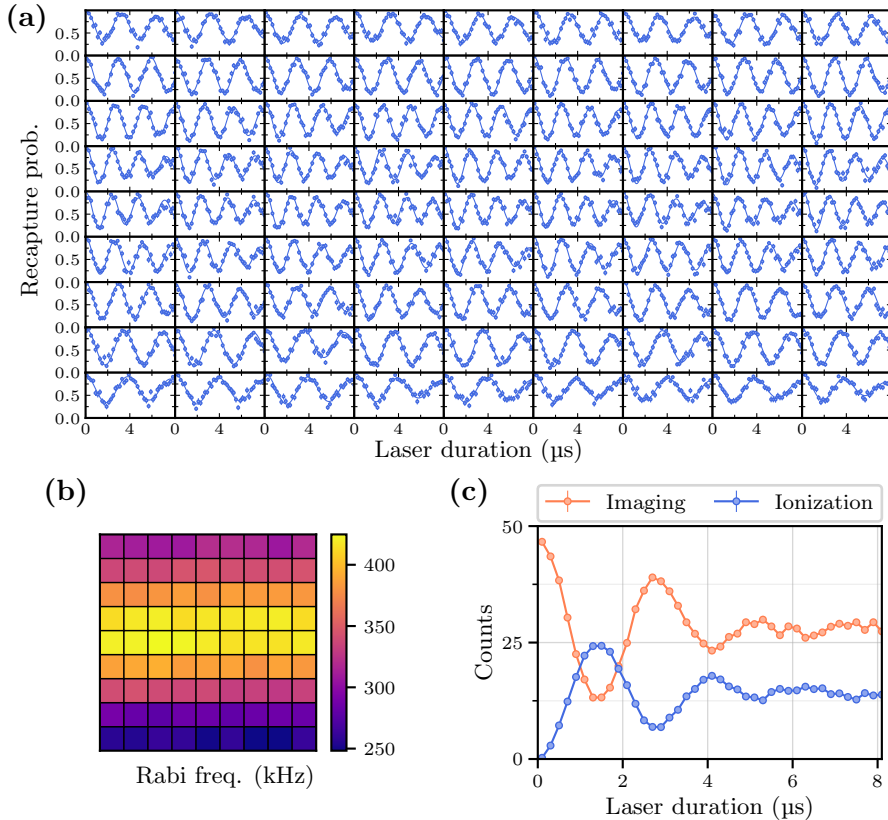 (a)
Recapture prob.
0.5
0.0
0.5
0.0
0.5
0.0
0.5
0.0
0.5
0.0
0.5
0.0
0.5
0.0
0.5
0.0
0.5
0.0
0 4 0 4 0 4 0 4 0 4 0 4 0 4 0 4 0 4
Laser duration (µs)
(b)
400
350
300
250
Rabi freq. (kHz)
(c)
Imaging Ionization
50
25
0
Counts
0 2 4 6 8
Laser duration (µs)